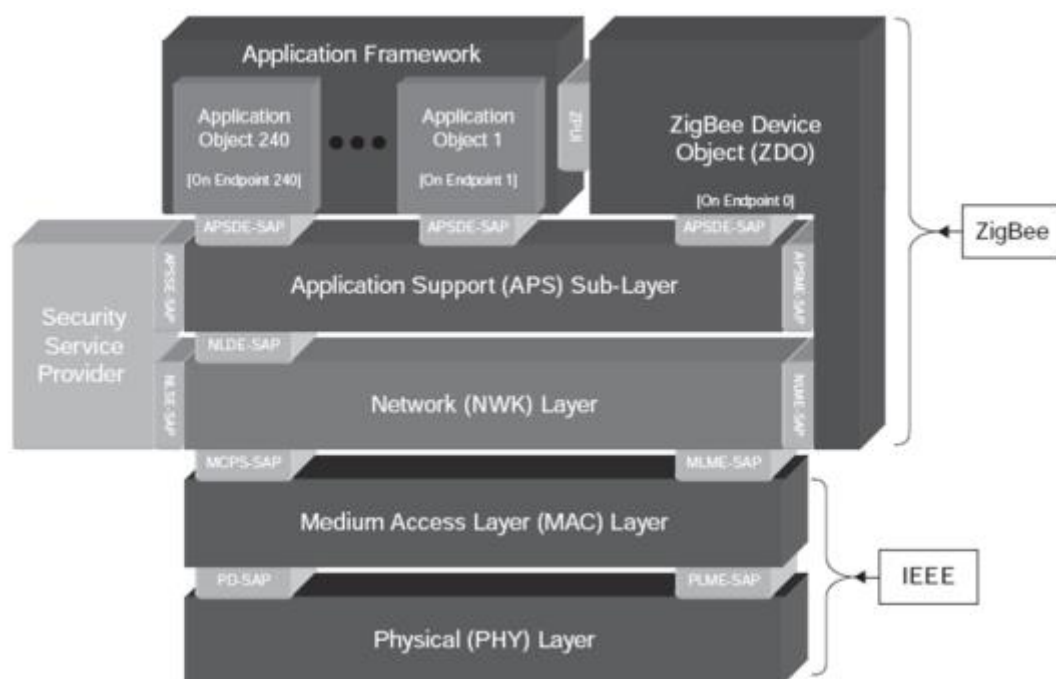 Application Framework
Application
Object 240
[On Endpoint 240]
Application
Object 1
[On Endpoint 1]
ZPUI
ZigBee Device
Object (ZDO)
[On Endpoint 0]
APSDE-SAP
APSDE-SAP
APSDE-SAP
ZigBee
Security
Service
Provider
APSSE-SAP
Application Support (APS) Sub-Layer
APSME-SAP
NLDE-SAP
NLSE-SAP
Network (NWK) Layer
NLME-SAP
MCPS-SAP
MLME-SAP
Medium Access Layer (MAC) Layer
IEEE
PD-SAP
PLME-SAP
Physical (PHY) Layer